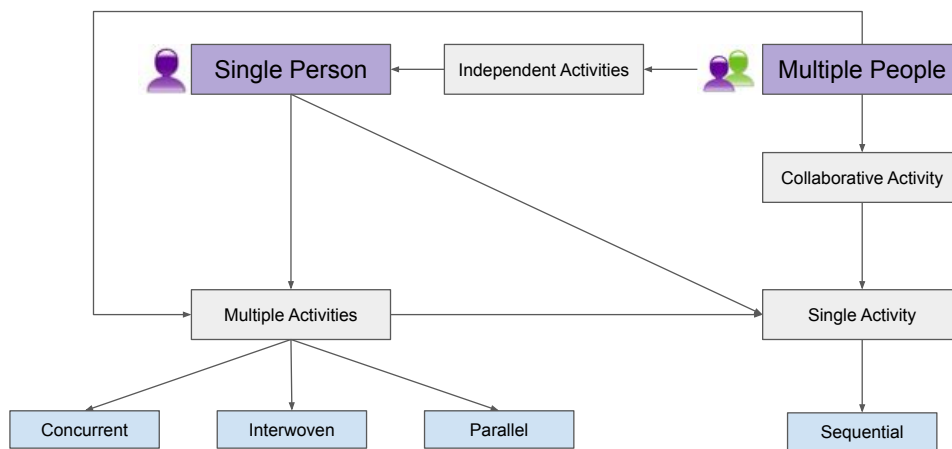 Single Person
Independent Activities
Multiple People
Collaborative Activity
Multiple Activities
Single Activity
Concurrent
Interwoven
Parallel
Sequential